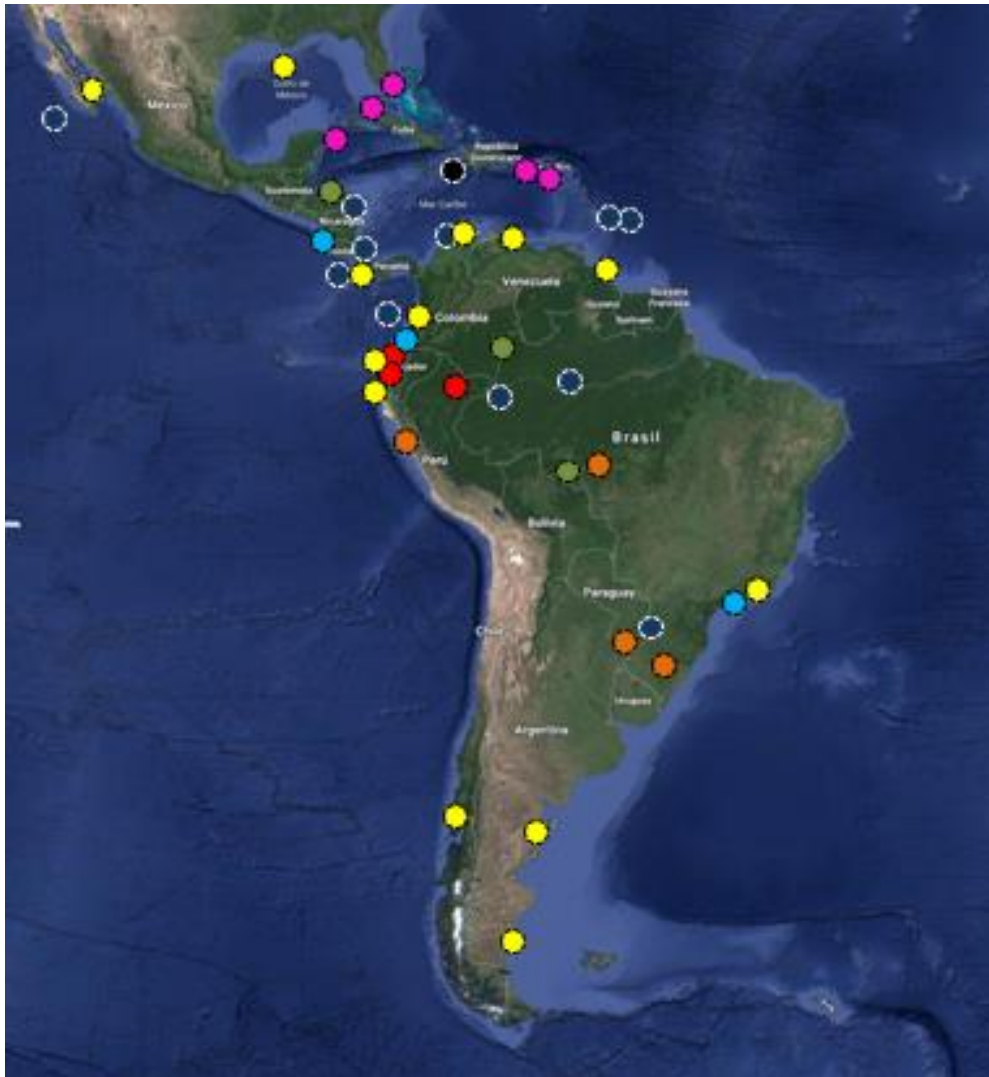 México
Golfo de
México
Cuba
República
Dominicana
Guatemala
Mar Caribe
Nicaragua
Panamá
Venezuela
Guyana
Surinam
Guayana
Francesa
Colombia
Brasil
Perú
Bolivia
Paraguay
Chile
Uruguay
Argentina